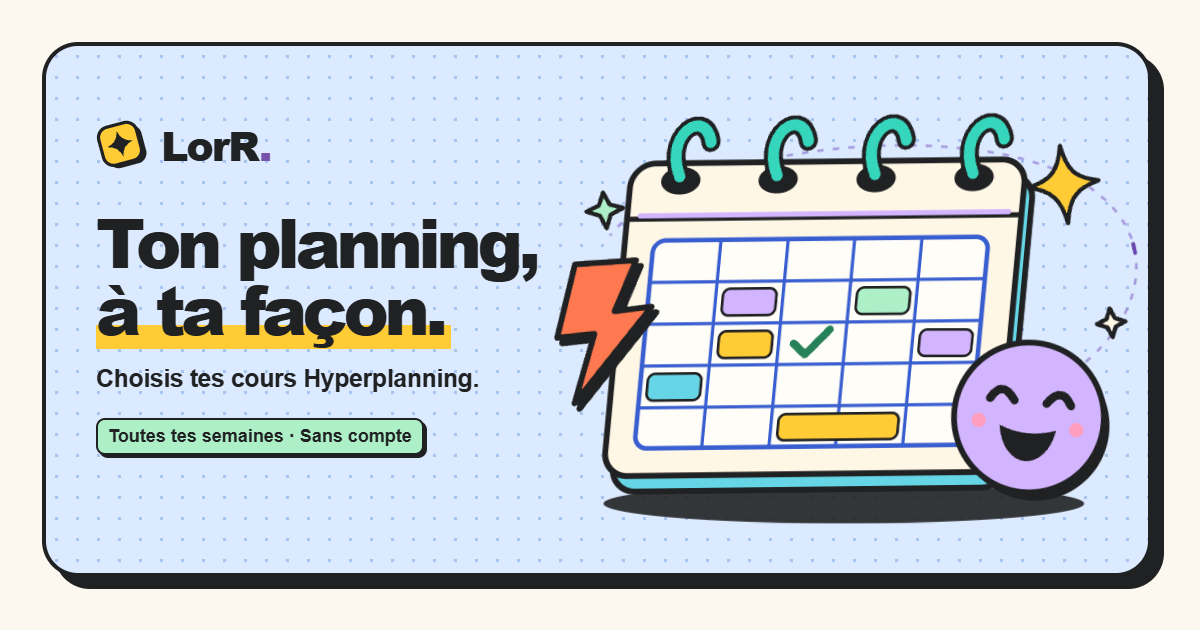 LorR.
Ton planning,
à ta façon.
Choisis tes cours Hyperplanning.
Toutes tes semaines · Sans compte